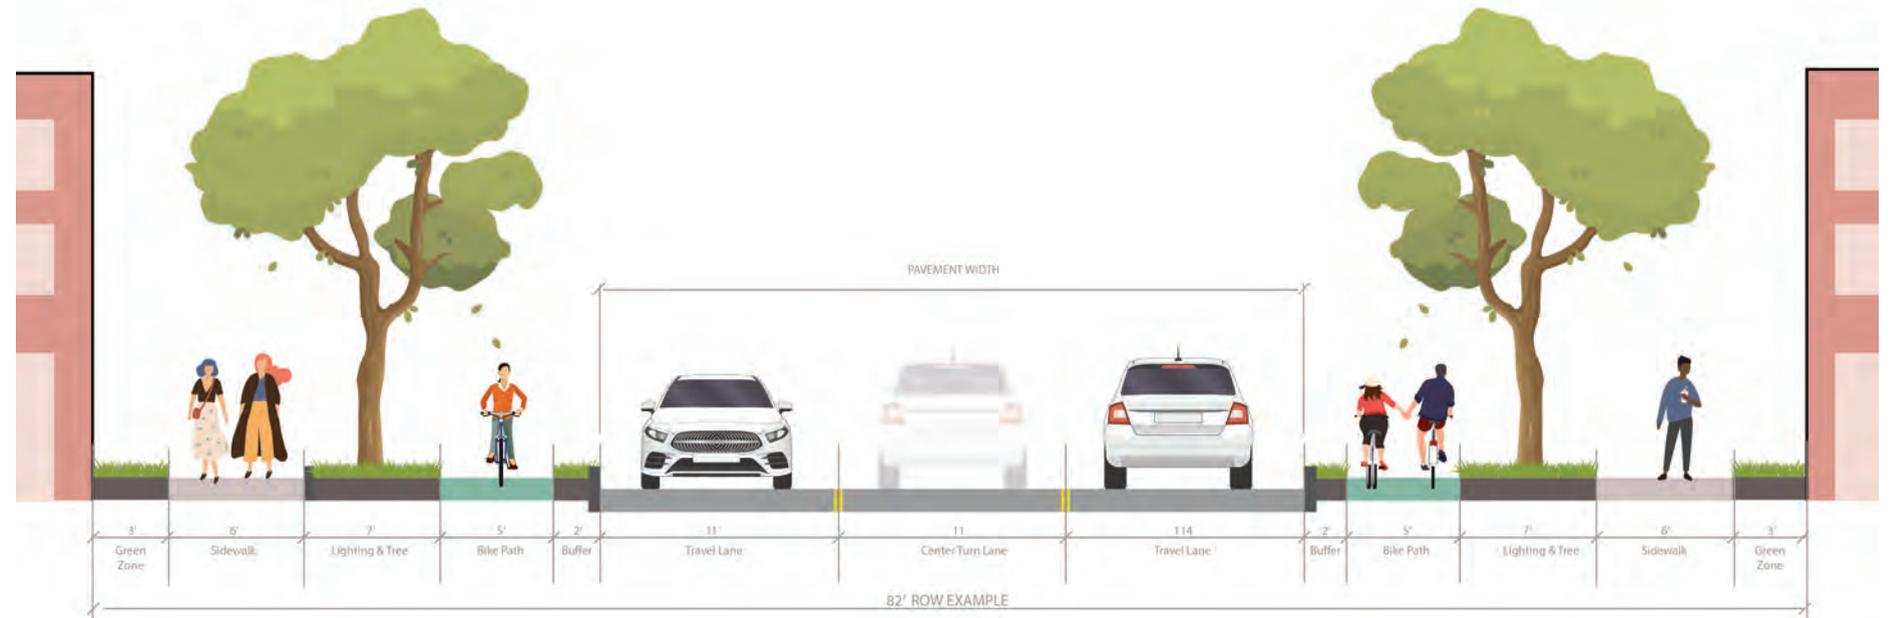 PAVEMENT WIDTH
3' 6' 7' 5' 2' 11' 11 114 2' 5' 7' 6' 3'
Green Sidewalk Lighting & Tree Bike Path Buffer Travel Lane Center Turn Lane Travel Lane Buffer Bike Path Lighting & Tree Sidewalk Green
Zone Zone
82' ROW EXAMPLE